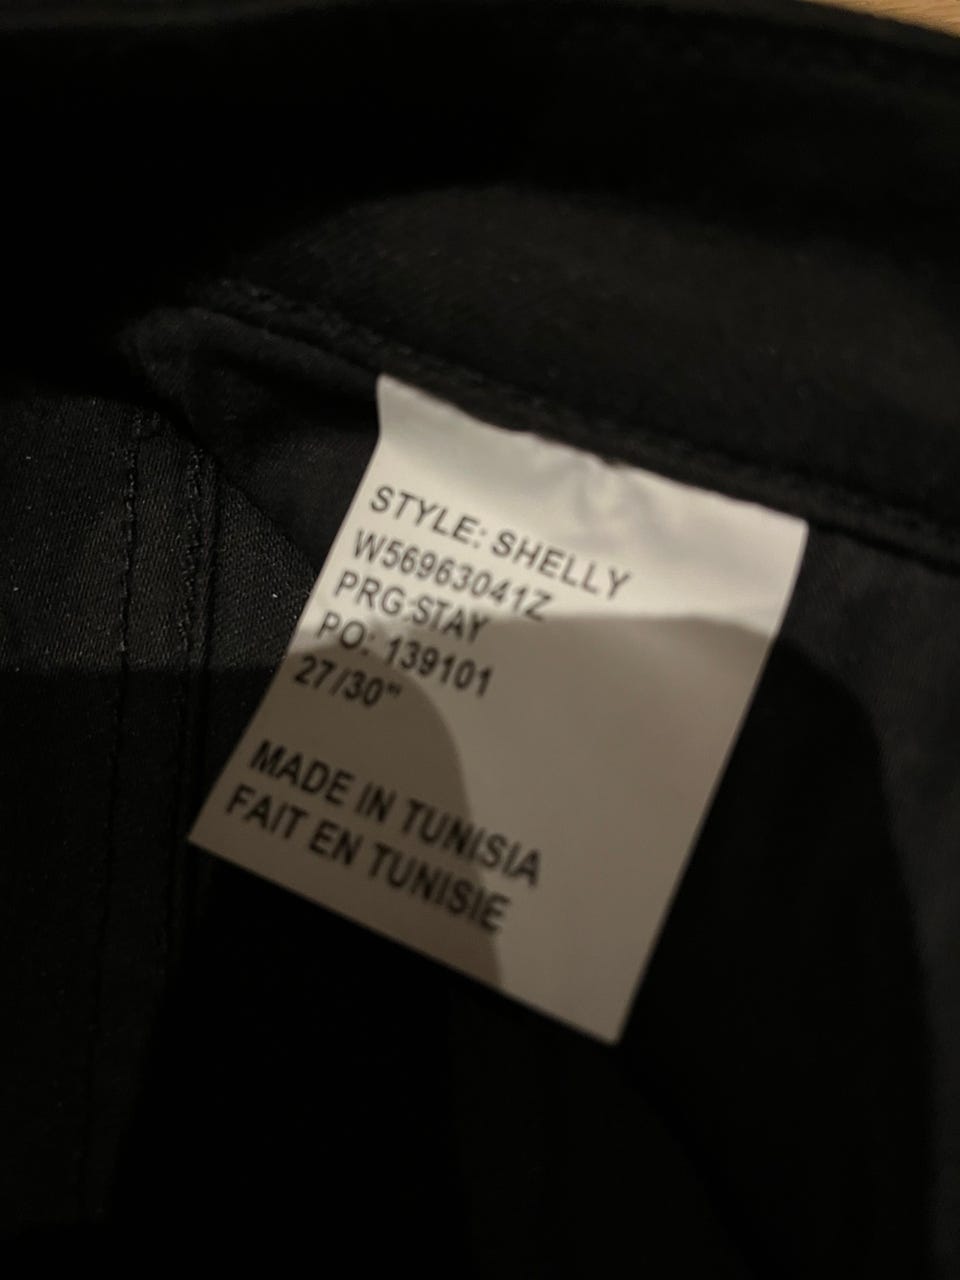 STYLE: SHELLY
W56963041Z
PRG:STAY
PO: 139101
27/30"
MADE IN TUNISIA
FAIT EN TUNISIE